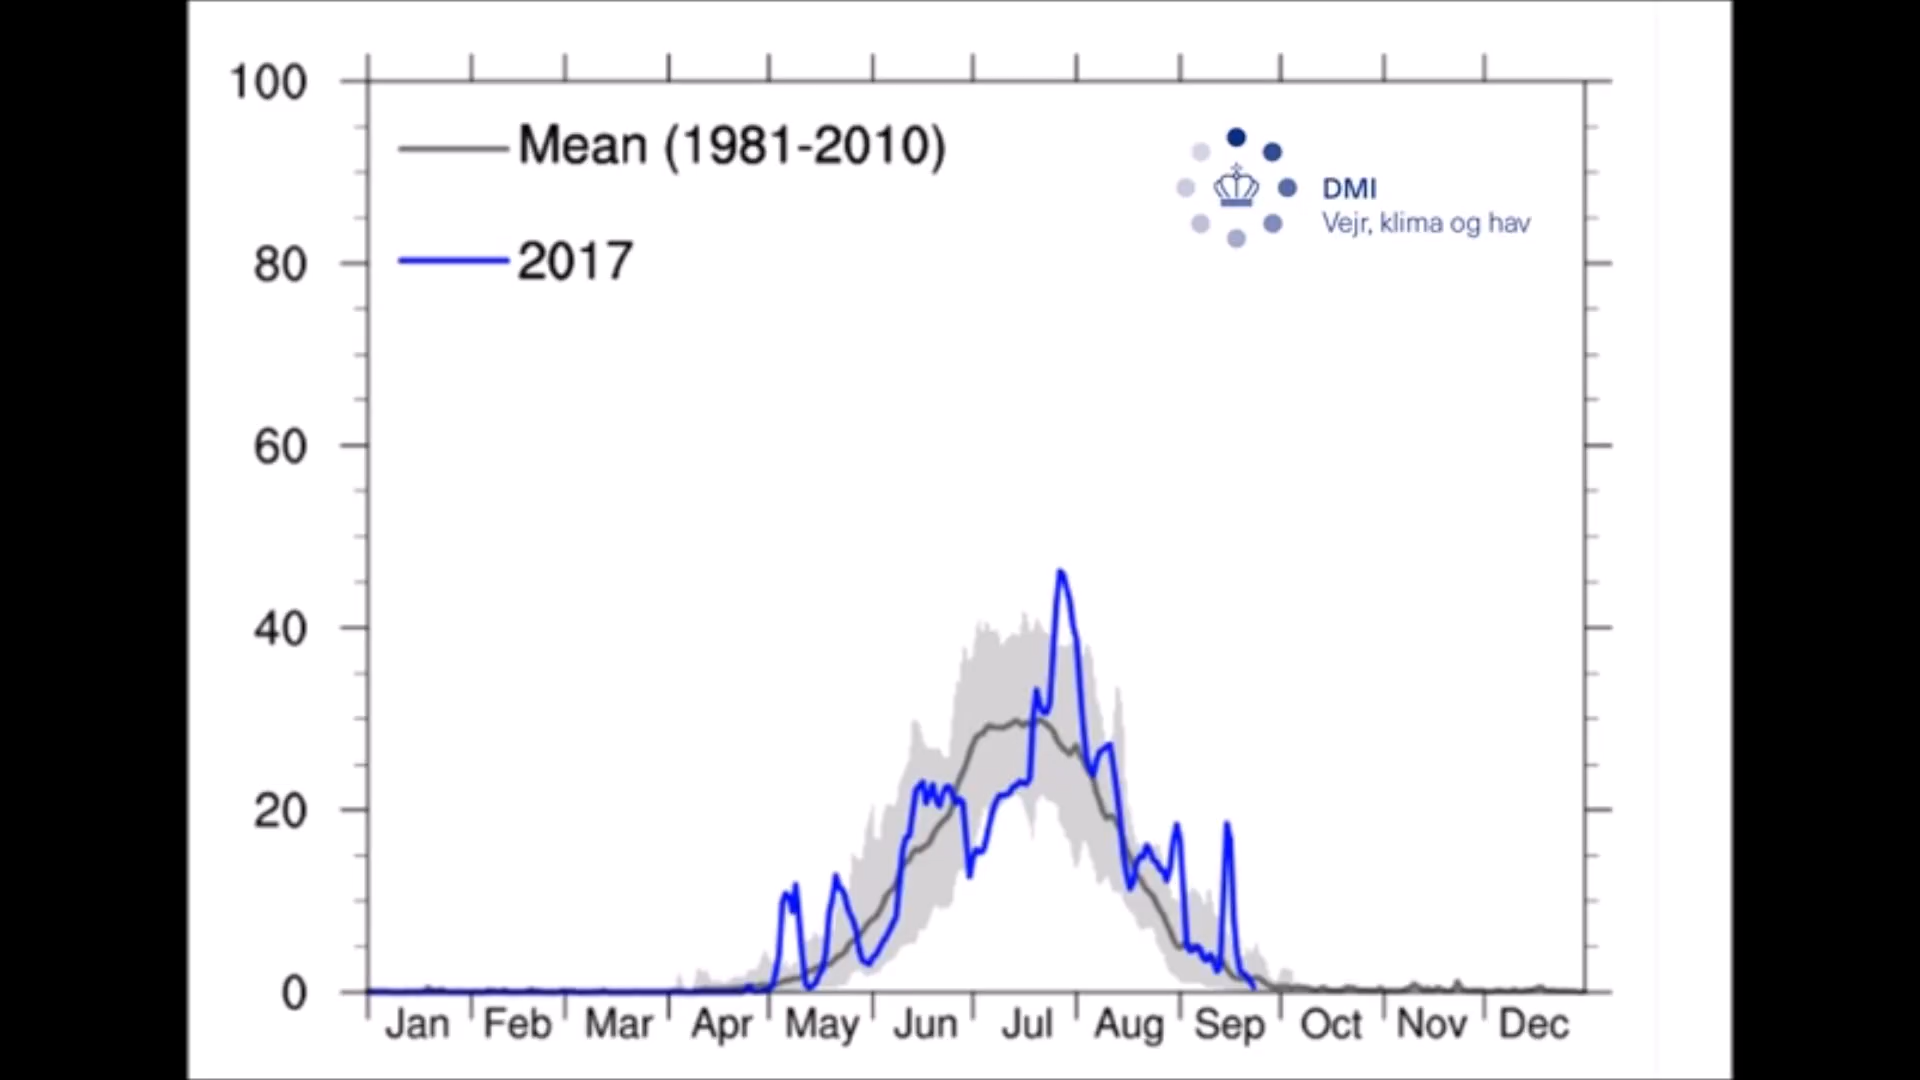 100
80
60
40
20
0
Mean (1981-2010)
2017
DMI
Vejr, klima og hav
Jan Feb Mar Apr May Jun Jul Aug Sep Oct Nov Dec